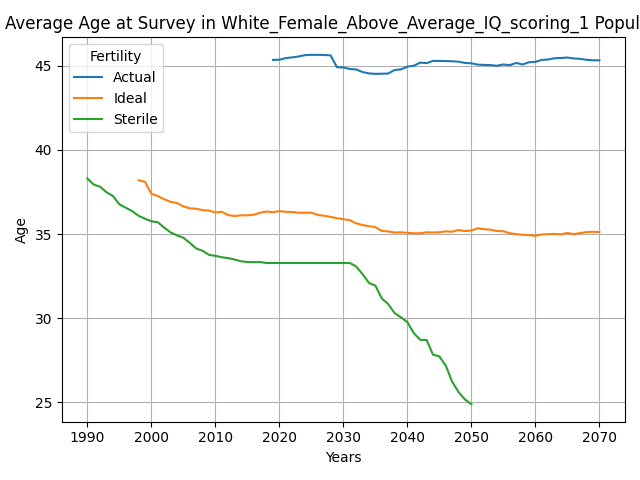 Average Age at Survey in White_Female_Above_Average_IQ_scoring_1 Popul
Fertility
Actual
Ideal
Sterile
45
40
35
30
25
Age
1990 2000 2010 2020 2030 2040 2050 2060 2070
Years